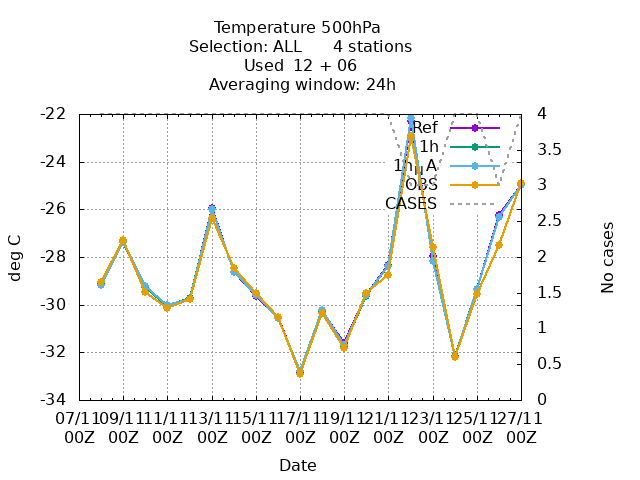 Temperature 500hPa
Selection: ALL 4 stations
Used 12 + 06
Averaging window: 24h
-22
-24
-26
-28
-30
-32
-34
deg C
4
3.5
3
2.5
2
1.5
1
0.5
0
No cases
Ref
1h
1h_uA
OBS
CASES
07/11 09/11 11/11 13/11 15/11 17/11 19/11 21/11 23/11 25/11 27/11
00Z 00Z 00Z 00Z 00Z 00Z 00Z 00Z 00Z 00Z 00Z
Date